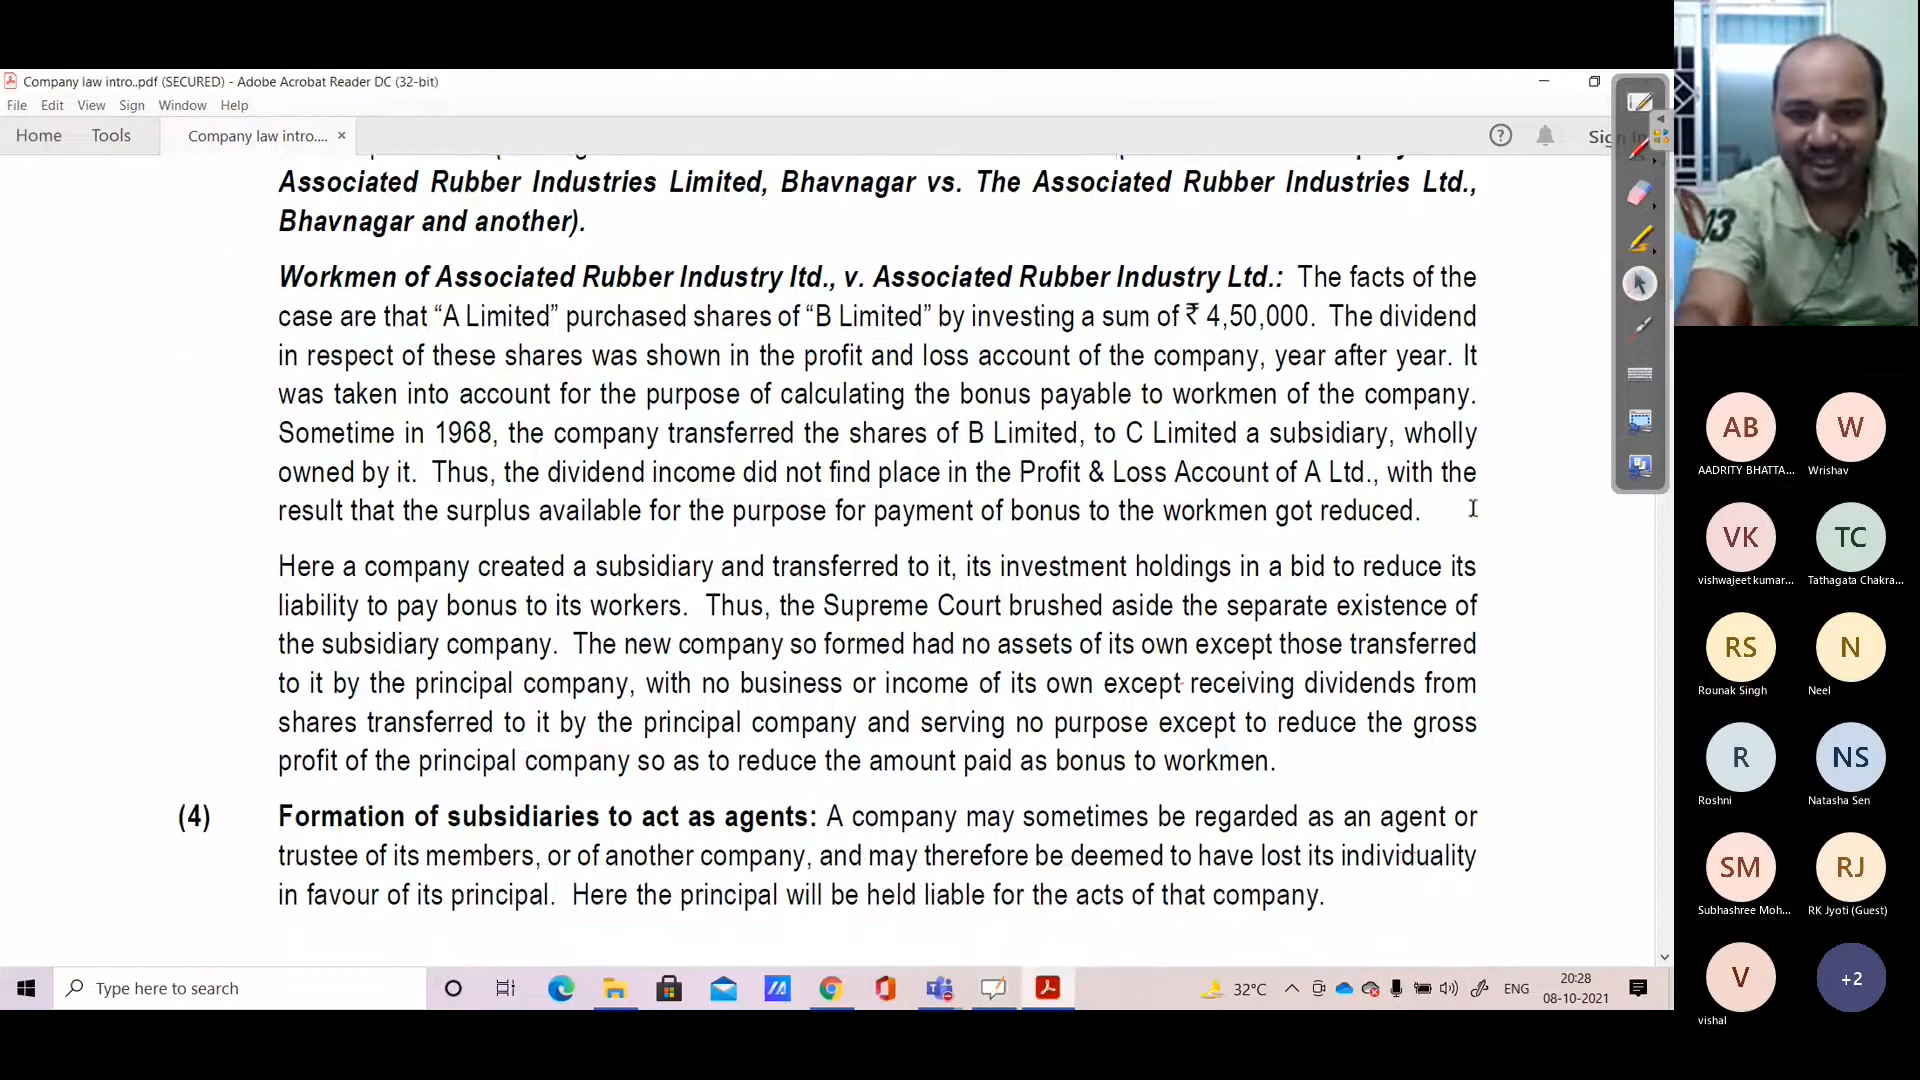 Company law intro..pdf (SECURED) - Adobe Acrobat Reader DC (32-bit)
File Edit View Sign Window Help
Home Tools Company law intro.... × Sign In
Associated Rubber Industries Limited, Bhavnagar vs. The Associated Rubber Industries Ltd.,
Bhavnagar and another).
Workmen of Associated Rubber Industry ltd., v. Associated Rubber Industry Ltd.: The facts of the
case are that “A Limited” purchased shares of “B Limited” by investing a sum of ₹ 4,50,000. The dividend
in respect of these shares was shown in the profit and loss account of the company, year after year. It
was taken into account for the purpose of calculating the bonus payable to workmen of the company.
Sometime in 1968, the company transferred the shares of B Limited, to C Limited a subsidiary, wholly
owned by it. Thus, the dividend income did not find place in the Profit & Loss Account of A Ltd., with the
result that the surplus available for the purpose for payment of bonus to the workmen got reduced.
Here a company created a subsidiary and transferred to it, its investment holdings in a bid to reduce its
liability to pay bonus to its workers. Thus, the Supreme Court brushed aside the separate existence of
the subsidiary company. The new company so formed had no assets of its own except those transferred
to it by the principal company, with no business or income of its own except receiving dividends from
shares transferred to it by the principal company and serving no purpose except to reduce the gross
profit of the principal company so as to reduce the amount paid as bonus to workmen.
(4) Formation of subsidiaries to act as agents: A company may sometimes be regarded as an agent or
trustee of its members, or of another company, and may therefore be deemed to have lost its individuality
in favour of its principal. Here the principal will be held liable for the acts of that company.
Type here to search
32°C
ENG
20:28
08-10-2021
03
AB W
AADRITY BHATTA... Wrishav
VK TC
vishwajeet kumar... Tathagata Chakra...
RS N
Rounak Singh Neel
R NS
Roshni Natasha Sen
SM RJ
Subhashree Moh... RK Jyoti (Guest)
V +2
vishal